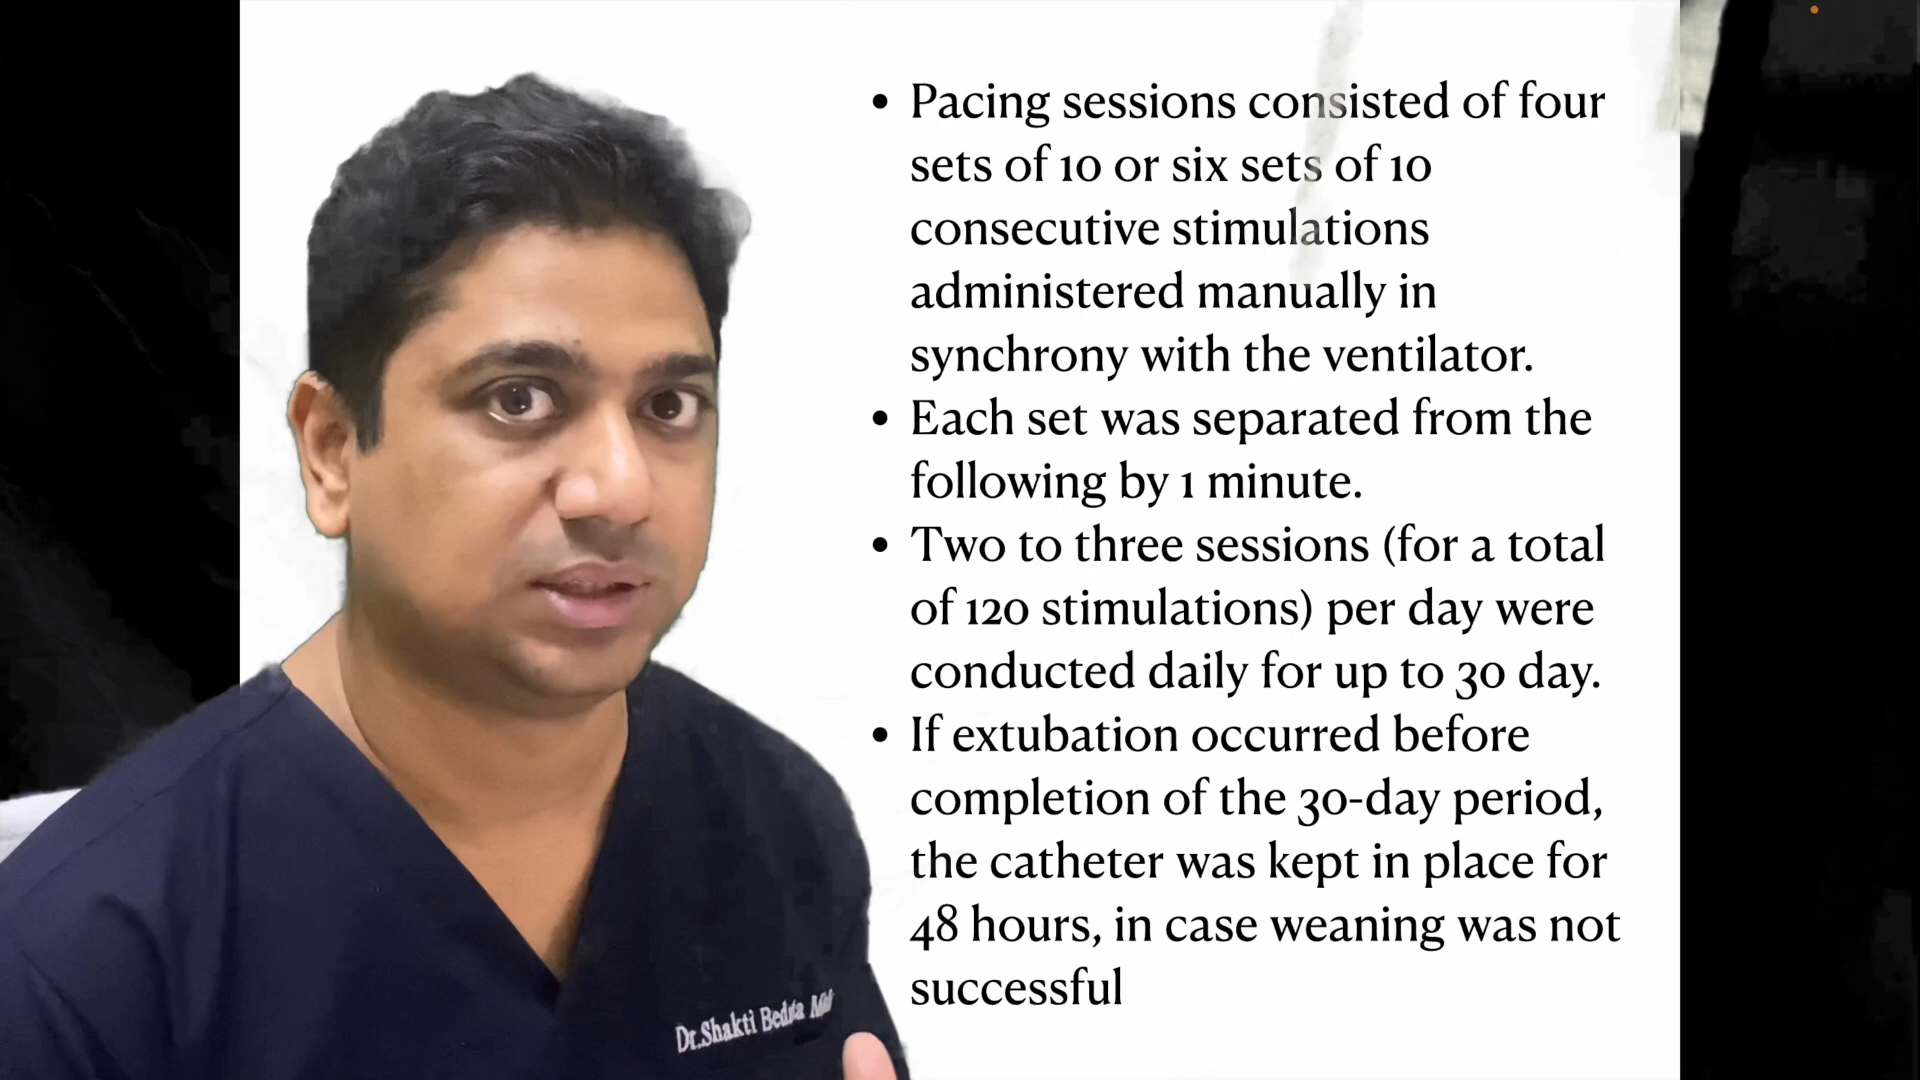 • Pacing sessions consisted of four
sets of 10 or six sets of 10
consecutive stimulations
administered manually in
synchrony with the ventilator.
• Each set was separated from the
following by 1 minute.
• Two to three sessions (for a total
of 120 stimulations) per day were
conducted daily for up to 30 day.
• If extubation occurred before
completion of the 30-day period,
the catheter was kept in place for
48 hours, in case weaning was not
successful
Dr.Shakti Bedanta